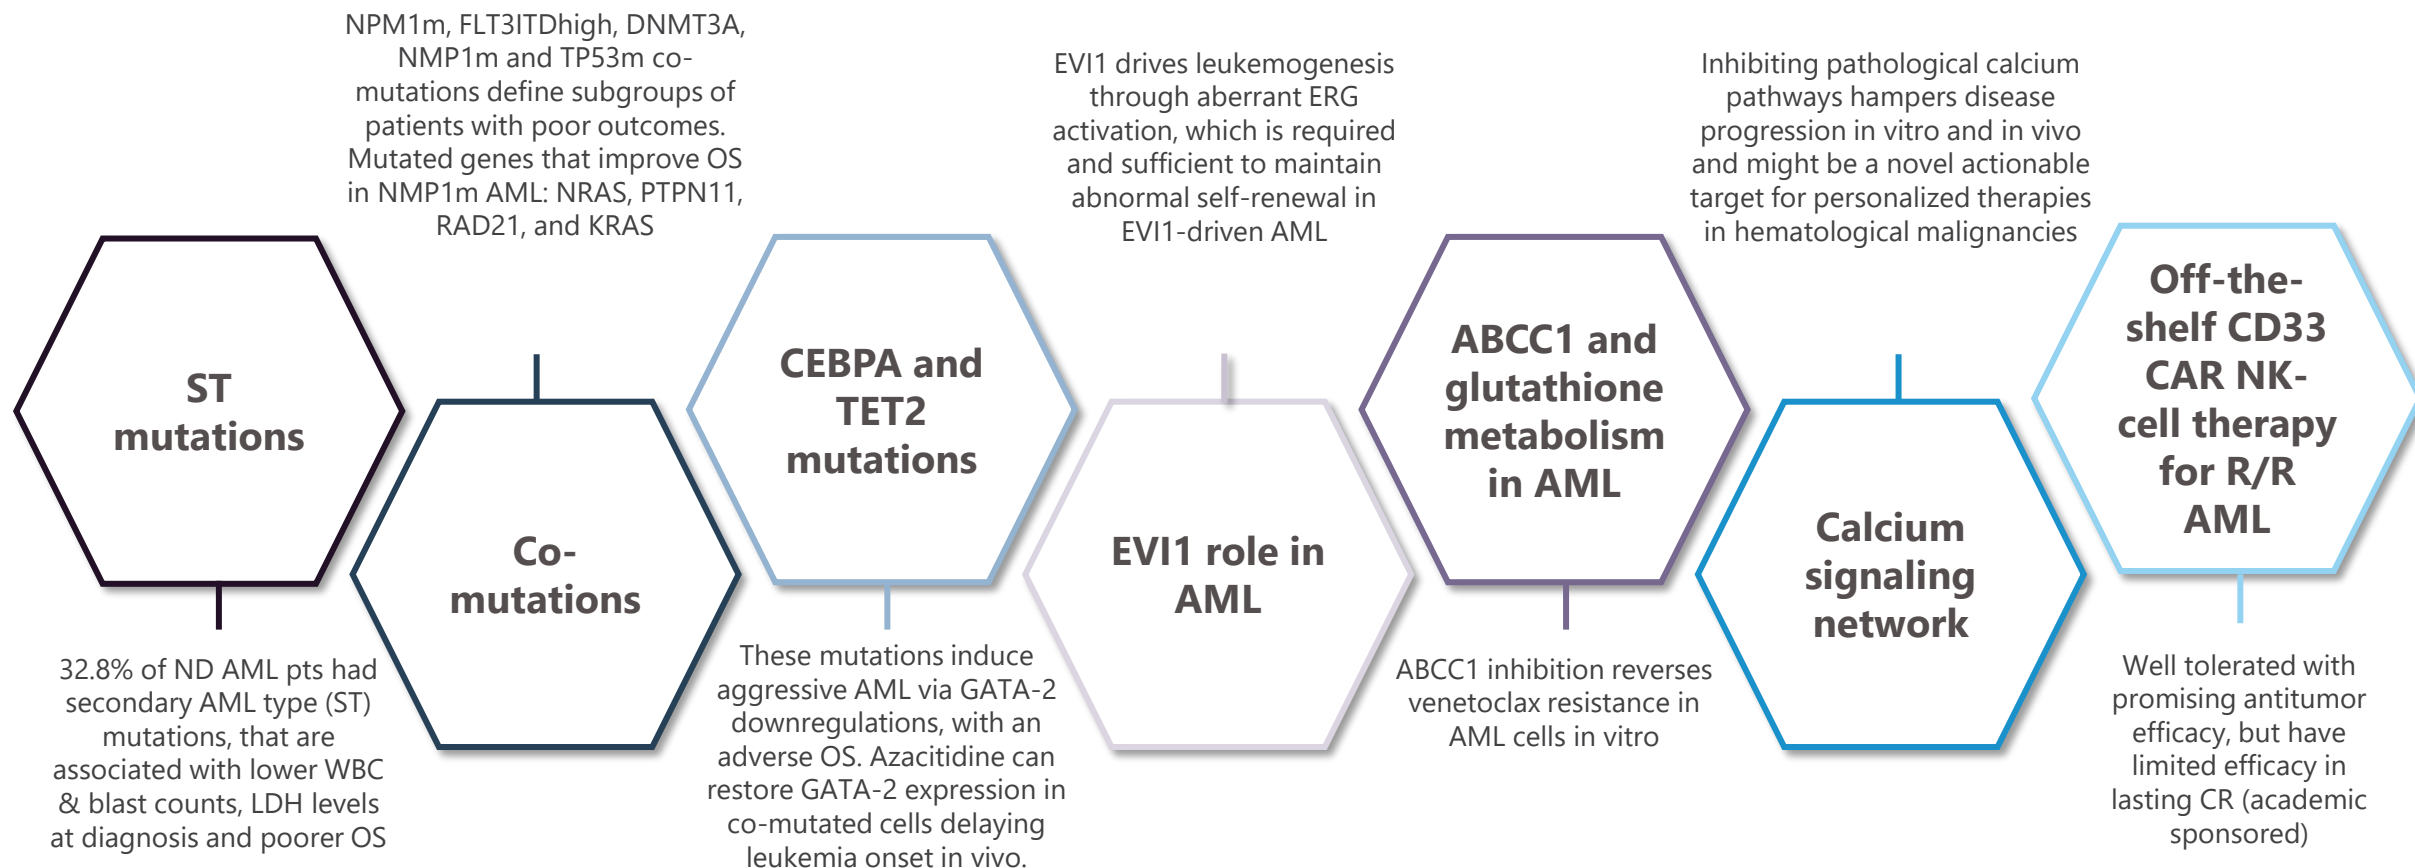 ST
mutations
32.8% of ND AML pts had
secondary AML type (ST)
mutations, that are
associated with lower WBC
& blast counts, LDH levels
at diagnosis and poorer OS
NPM1m, FLT3ITDhigh, DNMT3A,
NMP1m and TP53m co-
mutations define subgroups of
patients with poor outcomes.
Mutated genes that improve OS
in NMP1m AML: NRAS, PTPN11,
RAD21, and KRAS
Co-
mutations
CEBPA and
TET2
mutations
These mutations induce
aggressive AML via GATA-2
downregulations, with an
adverse OS. Azacitidine can
restore GATA-2 expression in
co-mutated cells delaying
leukemia onset in vivo.
EVI1 drives leukemogenesis
through aberrant ERG
activation, which is required
and sufficient to maintain
abnormal self-renewal in
EVI1-driven AML
EVI1 role in
AML
ABCC1 and
glutathione
metabolism
in AML
ABCC1 inhibition reverses
venetoclax resistance in
AML cells in vitro
Inhibiting pathological calcium
pathways hampers disease
progression in vitro and in vivo
and might be a novel actionable
target for personalized therapies
in hematological malignancies
Calcium
signaling
network
Off-the-
shelf CD33
CAR NK-
cell therapy
for R/R
AML
Well tolerated with
promising antitumor
efficacy, but have
limited efficacy in
lasting CR (academic
sponsored)